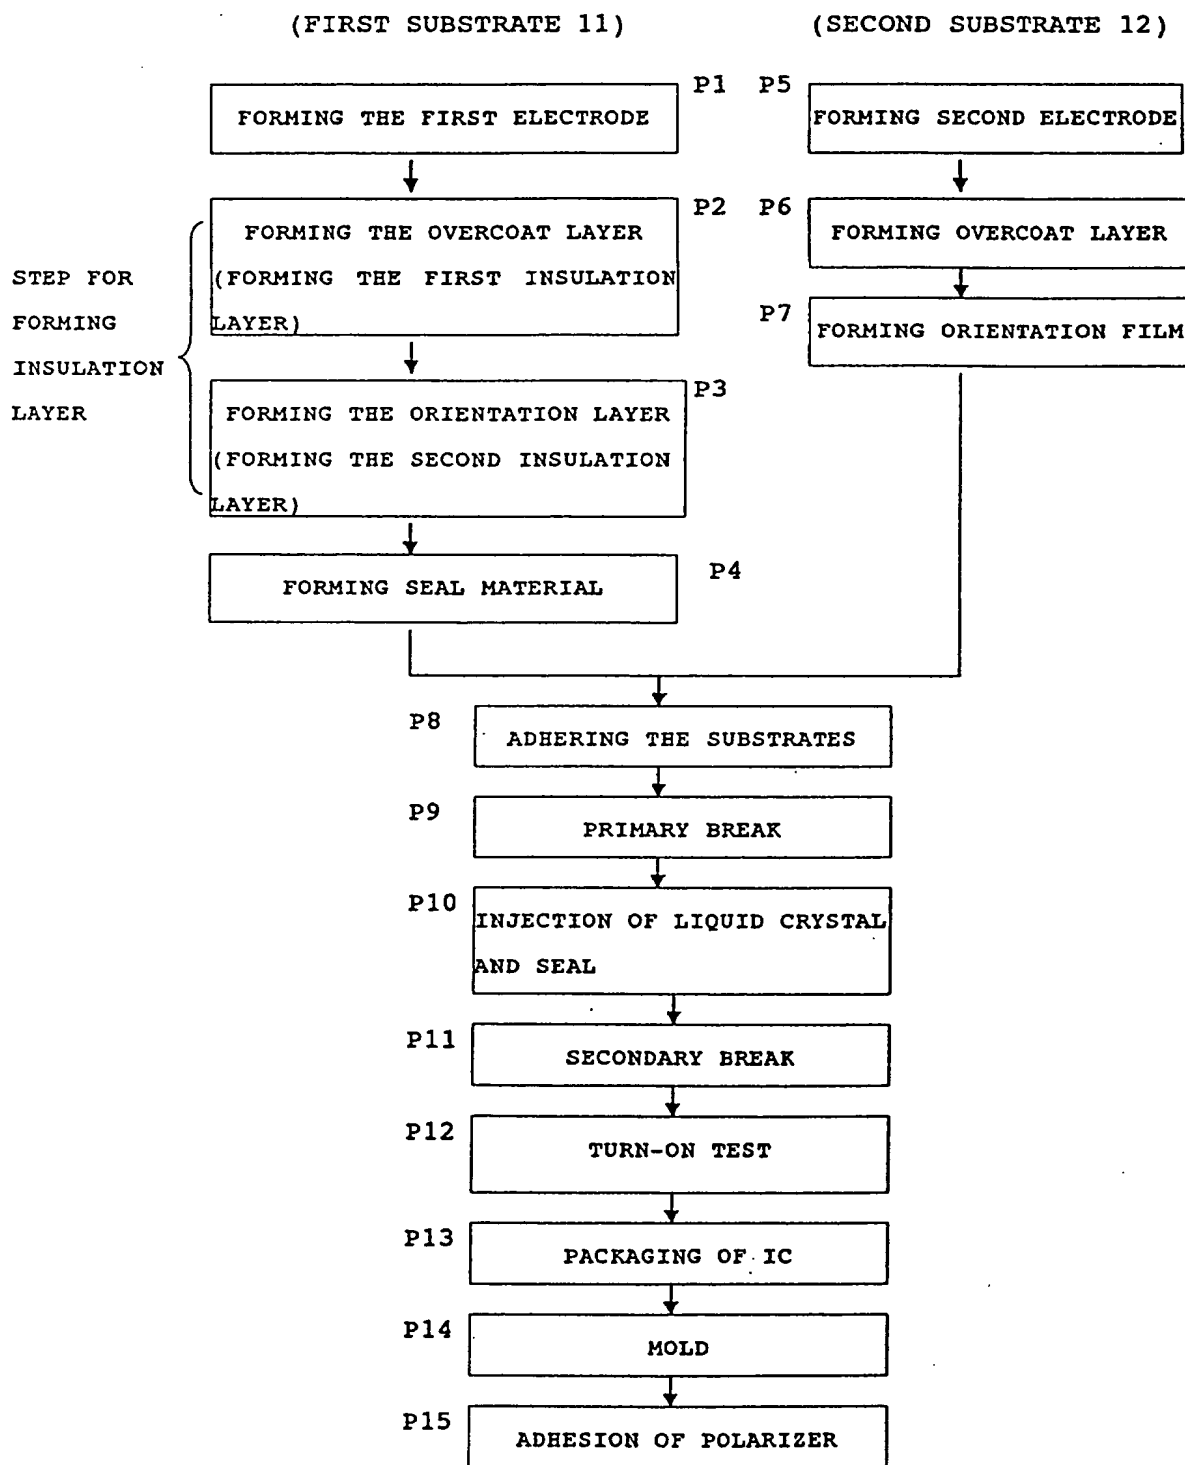 (FIRST SUBSTRATE 11)
(SECOND SUBSTRATE 12)
P1
FORMING THE FIRST ELECTRODE
P2
FORMING THE OVERCOAT LAYER
(FORMING THE FIRST INSULATION
LAYER)
STEP FOR
FORMING
INSULATION
LAYER
P3
FORMING THE ORIENTATION LAYER
(FORMING THE SECOND INSULATION
LAYER)
P4
FORMING SEAL MATERIAL
P5
FORMING SECOND ELECTRODE
P6
FORMING OVERCOAT LAYER
P7
FORMING ORIENTATION FILM
P8
ADHERING THE SUBSTRATES
P9
PRIMARY BREAK
P10
INJECTION OF LIQUID CRYSTAL
AND SEAL
P11
SECONDARY BREAK
P12
TURN-ON TEST
P13
PACKAGING OF IC
P14
MOLD
P15
ADHESION OF POLARIZER